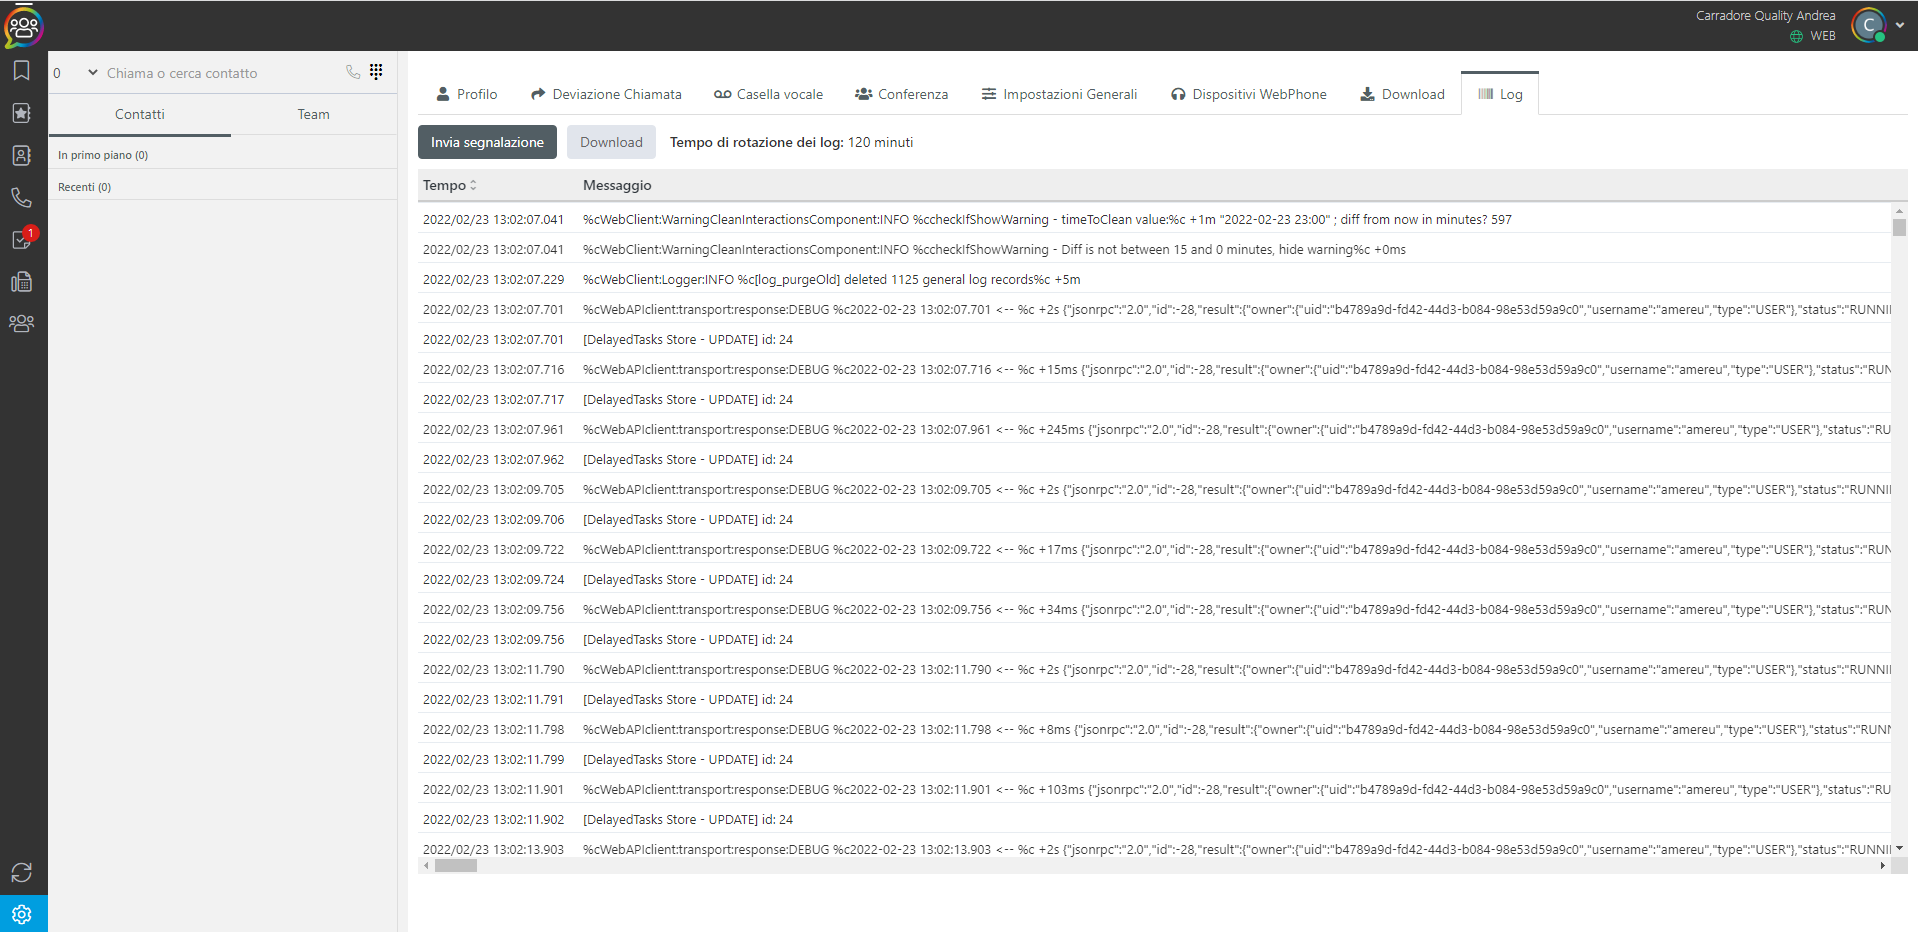 Carradore Quality Andrea
WEB
C
0 Chiama o cerca contatto
Contatti Team
In primo piano (0)
Recenti (0)
1
Profilo Deviazione Chiamata Casella vocale Conferenza Impostazioni Generali Dispositivi WebPhone Download Log
Invia segnalazione Download Tempo di rotazione dei log: 120 minuti
Tempo Messaggio
2022/02/23 13:02:07.041 %cWebClient:WarningCleanInteractionsComponent:INFO %ccheckIfShowWarning - timeToClean value:%c +1m "2022-02-23 23:00" ; diff from now in minutes? 597
2022/02/23 13:02:07.041 %cWebClient:WarningCleanInteractionsComponent:INFO %ccheckIfShowWarning - Diff is not between 15 and 0 minutes, hide warning%c +0ms
2022/02/23 13:02:07.229 %cWebClient:Logger:INFO %c[log_purgeOld] deleted 1125 general log records%c +5m
2022/02/23 13:02:07.701 %cWebAPIclient:transport:response:DEBUG %c2022-02-23 13:02:07.701 <-- %c +2s {"jsonrpc":"2.0","id":-28,"result":{"owner":{"uid":"b4789a9d-fd42-44d3-b084-98e53d59a9c0","username":"amereu","type":"USER"},"status":"RUNNI
2022/02/23 13:02:07.701 [DelayedTasks Store - UPDATE] id: 24
2022/02/23 13:02:07.716 %cWebAPIclient:transport:response:DEBUG %c2022-02-23 13:02:07.716 <-- %c +15ms {"jsonrpc":"2.0","id":-28,"result":{"owner":{"uid":"b4789a9d-fd42-44d3-b084-98e53d59a9c0","username":"amereu","type":"USER"},"status":"RUN
2022/02/23 13:02:07.717 [DelayedTasks Store - UPDATE] id: 24
2022/02/23 13:02:07.961 %cWebAPIclient:transport:response:DEBUG %c2022-02-23 13:02:07.961 <-- %c +245ms {"jsonrpc":"2.0","id":-28,"result":{"owner":{"uid":"b4789a9d-fd42-44d3-b084-98e53d59a9c0","username":"amereu","type":"USER"},"status":"RU
2022/02/23 13:02:07.962 [DelayedTasks Store - UPDATE] id: 24
2022/02/23 13:02:09.705 %cWebAPIclient:transport:response:DEBUG %c2022-02-23 13:02:09.705 <-- %c +2s {"jsonrpc":"2.0","id":-28,"result":{"owner":{"uid":"b4789a9d-fd42-44d3-b084-98e53d59a9c0","username":"amereu","type":"USER"},"status":"RUNNI
2022/02/23 13:02:09.706 [DelayedTasks Store - UPDATE] id: 24
2022/02/23 13:02:09.722 %cWebAPIclient:transport:response:DEBUG %c2022-02-23 13:02:09.722 <-- %c +17ms {"jsonrpc":"2.0","id":-28,"result":{"owner":{"uid":"b4789a9d-fd42-44d3-b084-98e53d59a9c0","username":"amereu","type":"USER"},"status":"RUN
2022/02/23 13:02:09.724 [DelayedTasks Store - UPDATE] id: 24
2022/02/23 13:02:09.756 %cWebAPIclient:transport:response:DEBUG %c2022-02-23 13:02:09.756 <-- %c +34ms {"jsonrpc":"2.0","id":-28,"result":{"owner":{"uid":"b4789a9d-fd42-44d3-b084-98e53d59a9c0","username":"amereu","type":"USER"},"status":"RUN
2022/02/23 13:02:09.756 [DelayedTasks Store - UPDATE] id: 24
2022/02/23 13:02:11.790 %cWebAPIclient:transport:response:DEBUG %c2022-02-23 13:02:11.790 <-- %c +2s {"jsonrpc":"2.0","id":-28,"result":{"owner":{"uid":"b4789a9d-fd42-44d3-b084-98e53d59a9c0","username":"amereu","type":"USER"},"status":"RUNNI
2022/02/23 13:02:11.791 [DelayedTasks Store - UPDATE] id: 24
2022/02/23 13:02:11.798 %cWebAPIclient:transport:response:DEBUG %c2022-02-23 13:02:11.798 <-- %c +8ms {"jsonrpc":"2.0","id":-28,"result":{"owner":{"uid":"b4789a9d-fd42-44d3-b084-98e53d59a9c0","username":"amereu","type":"USER"},"status":"RUNN
2022/02/23 13:02:11.799 [DelayedTasks Store - UPDATE] id: 24
2022/02/23 13:02:11.901 %cWebAPIclient:transport:response:DEBUG %c2022-02-23 13:02:11.901 <-- %c +103ms {"jsonrpc":"2.0","id":-28,"result":{"owner":{"uid":"b4789a9d-fd42-44d3-b084-98e53d59a9c0","username":"amereu","type":"USER"},"status":"RU
2022/02/23 13:02:11.902 [DelayedTasks Store - UPDATE] id: 24
2022/02/23 13:02:13.903 %cWebAPIclient:transport:response:DEBUG %c2022-02-23 13:02:13.903 <-- %c +2s {"jsonrpc":"2.0","id":-28,"result":{"owner":{"uid":"b4789a9d-fd42-44d3-b084-98e53d59a9c0","username":"amereu","type":"USER"},"status":"RUNNI